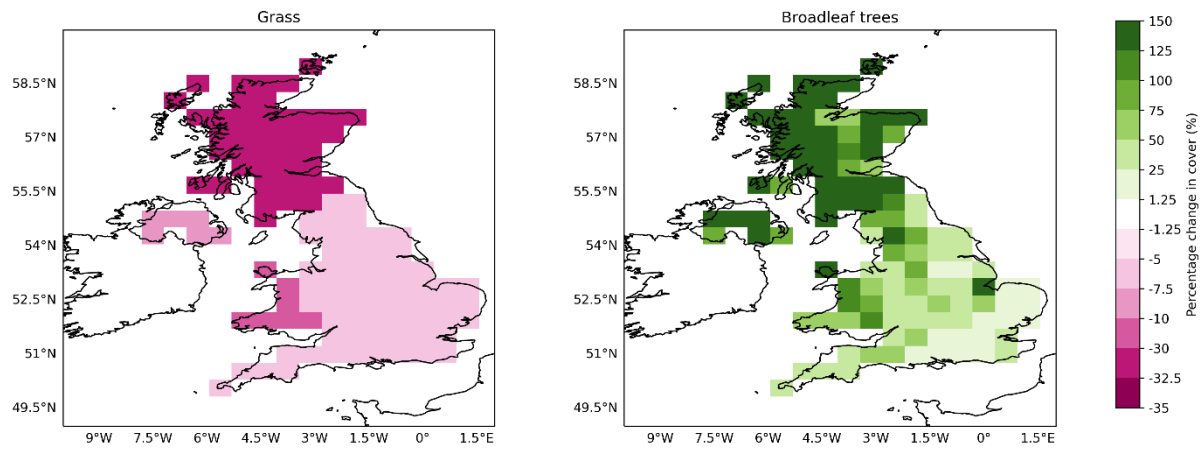 Grass
58.5°N
57°N
55.5°N
54°N
52.5°N
51°N
49.5°N
9°W 7.5°W 6°W 4.5°W 3°W 1.5°W 0° 1.5°E
Broadleaf trees
58.5°N
57°N
55.5°N
54°N
52.5°N
51°N
49.5°N
9°W 7.5°W 6°W 4.5°W 3°W 1.5°W 0° 1.5°E
150
125
100
75
50
25
1.25
-1.25
-5
-7.5
-10
-30
-32.5
-35
Percentage change in cover (%)